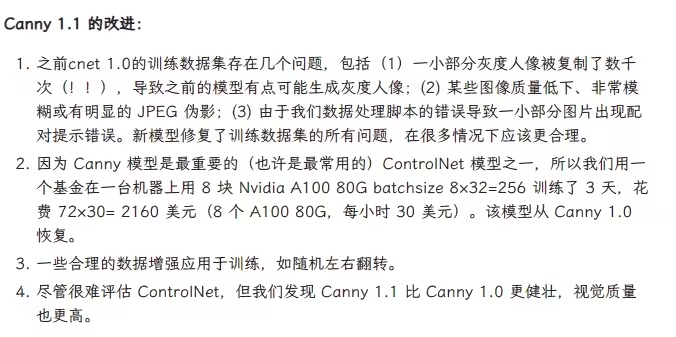 Canny 1.1 的改进：
1. 之前cnet 1.0的训练数据集存在几个问题，包括（1）一小部分灰度人像被复制了数千
次（！！），导致之前的模型有点可能生成灰度人像；(2) 某些图像质量低下、非常模
糊或有明显的 JPEG 伪影；(3) 由于我们数据处理脚本的错误导致一小部分图片出现配
对提示错误。新模型修复了训练数据集的所有问题，在很多情况下应该更合理。
2. 因为 Canny 模型是最重要的（也许是最常用的）ControlNet 模型之一，所以我们用一
个基金在一台机器上用 8 块 Nvidia A100 80G batchsize 8×32=256 训练了 3 天，花
费 72×30= 2160 美元（8 个 A100 80G，每小时 30 美元）。该模型从 Canny 1.0
恢复。
3. 一些合理的数据增强应用于训练，如随机左右翻转。
4. 尽管很难评估 ControlNet，但我们发现 Canny 1.1 比 Canny 1.0 更健壮，视觉质量
也更高。